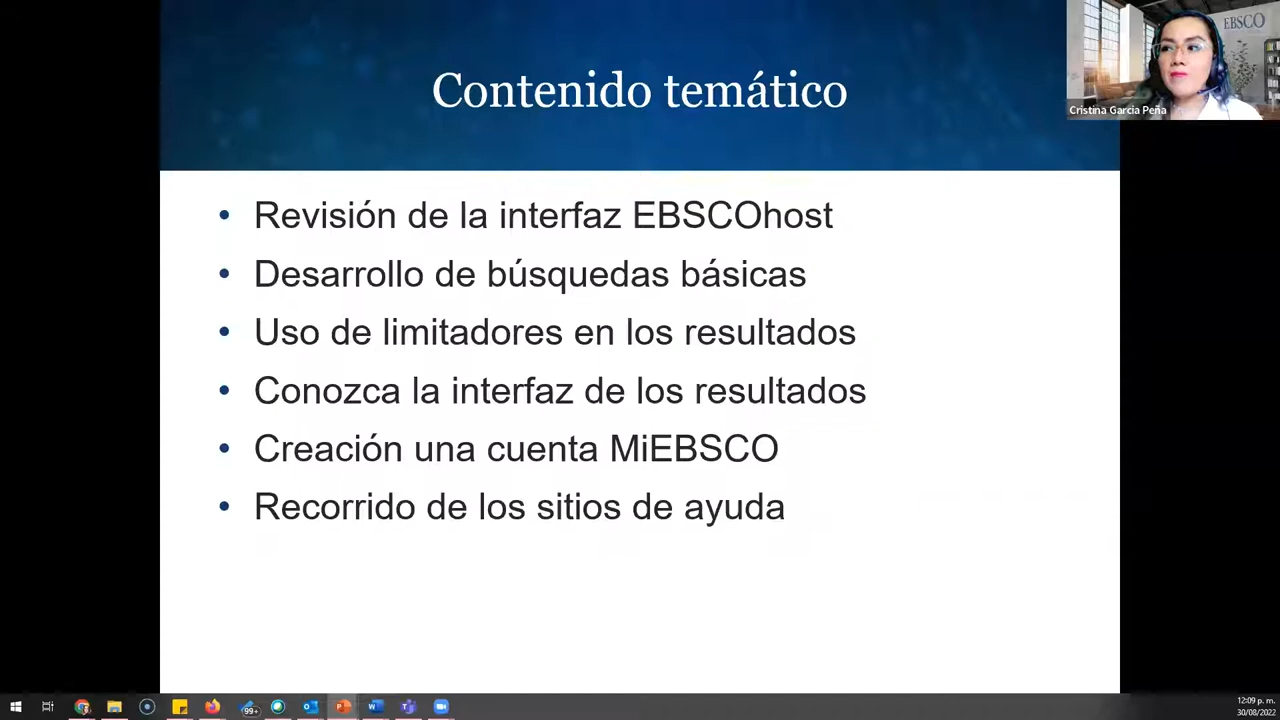 Contenido temático
EBSCO
Cristina Garcia Peña
• Revisión de la interfaz EBSCOhost
• Desarrollo de búsquedas básicas
• Uso de limitadores en los resultados
• Conozca la interfaz de los resultados
• Creación una cuenta MiEBSCO
• Recorrido de los sitios de ayuda
99+
12:09 p. m.
30/08/2022